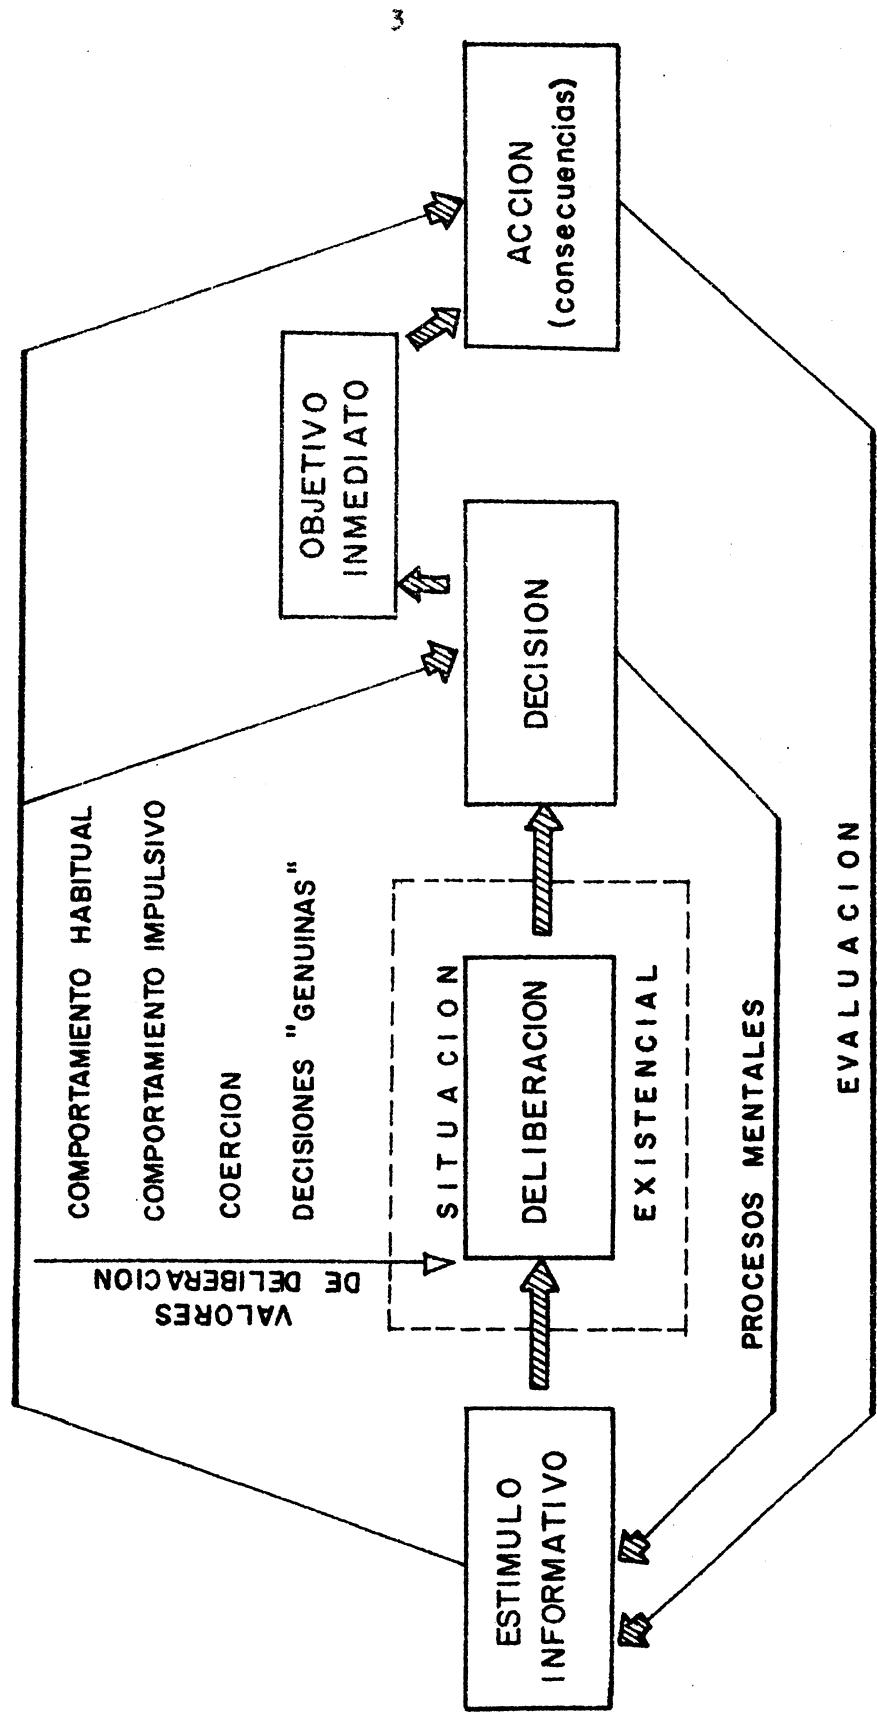 3
COMPORTAMIENTO HABITUAL
COMPORTAMIENTO IMPULSIVO
COERCION
DECISIONES "GENUINAS"
VALORES
DE DELIBERACION
OBJETIVO
INMEDIATO
ESTIMULO
INFORMATIVO
SITUACION
DELIBERACION
EXISTENCIAL
DECISION
ACCION
(consecuencias)
PROCESOS MENTALES
EVALUACION